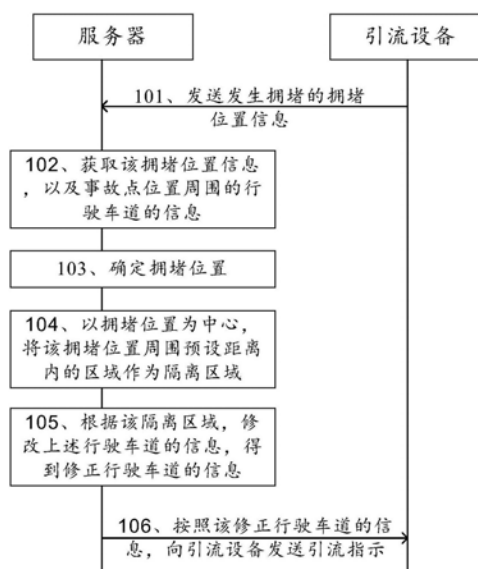 服务器
引流设备
101、发送发生拥堵的拥堵
位置信息
102、获取该拥堵位置信息
，以及事故点位置周围的行
驶车道的信息
103、确定拥堵位置
104、以拥堵位置为中心，
将该拥堵位置周围预设距离
内的区域作为隔离区域
105、根据该隔离区域，修
改上述行驶车道的信息，得
到修正行驶车道的信息
106、按照该修正行驶车道的信
息，向引流设备发送引流指示